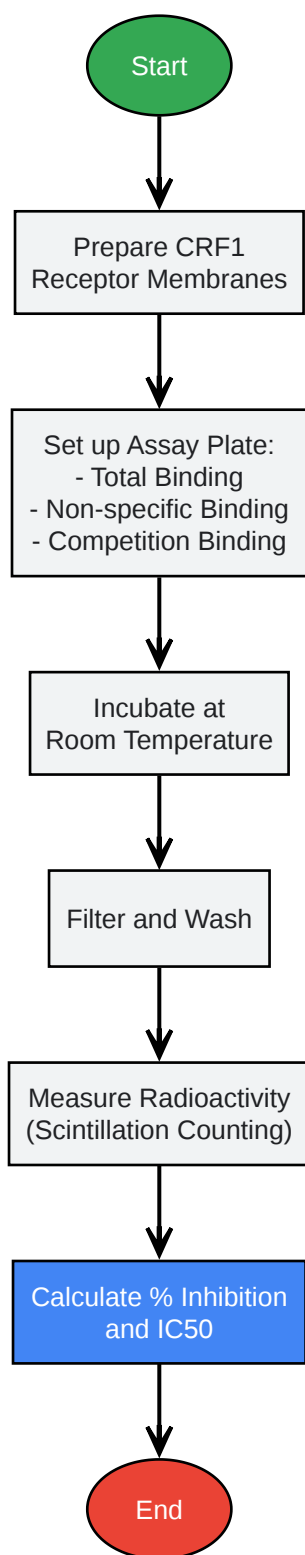 Start
Prepare CRF1
Receptor Membranes
Set up Assay Plate:
- Total Binding
- Non-specific Binding
- Competition Binding
Incubate at
Room Temperature
Filter and Wash
Measure Radioactivity
(Scintillation Counting)
Calculate % Inhibition
and IC50
End